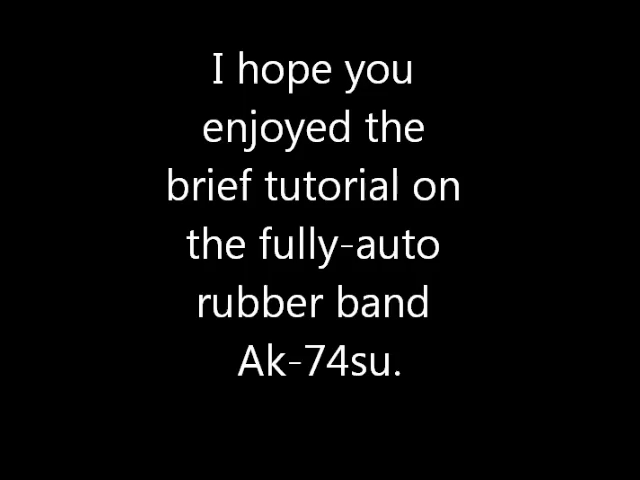 I hope you
enjoyed the
brief tutorial on
the fully-auto
rubber band
Ak-74su.